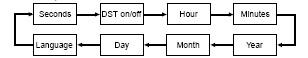 Seconds DST on/off Hour Minutes
Language Day Month Year